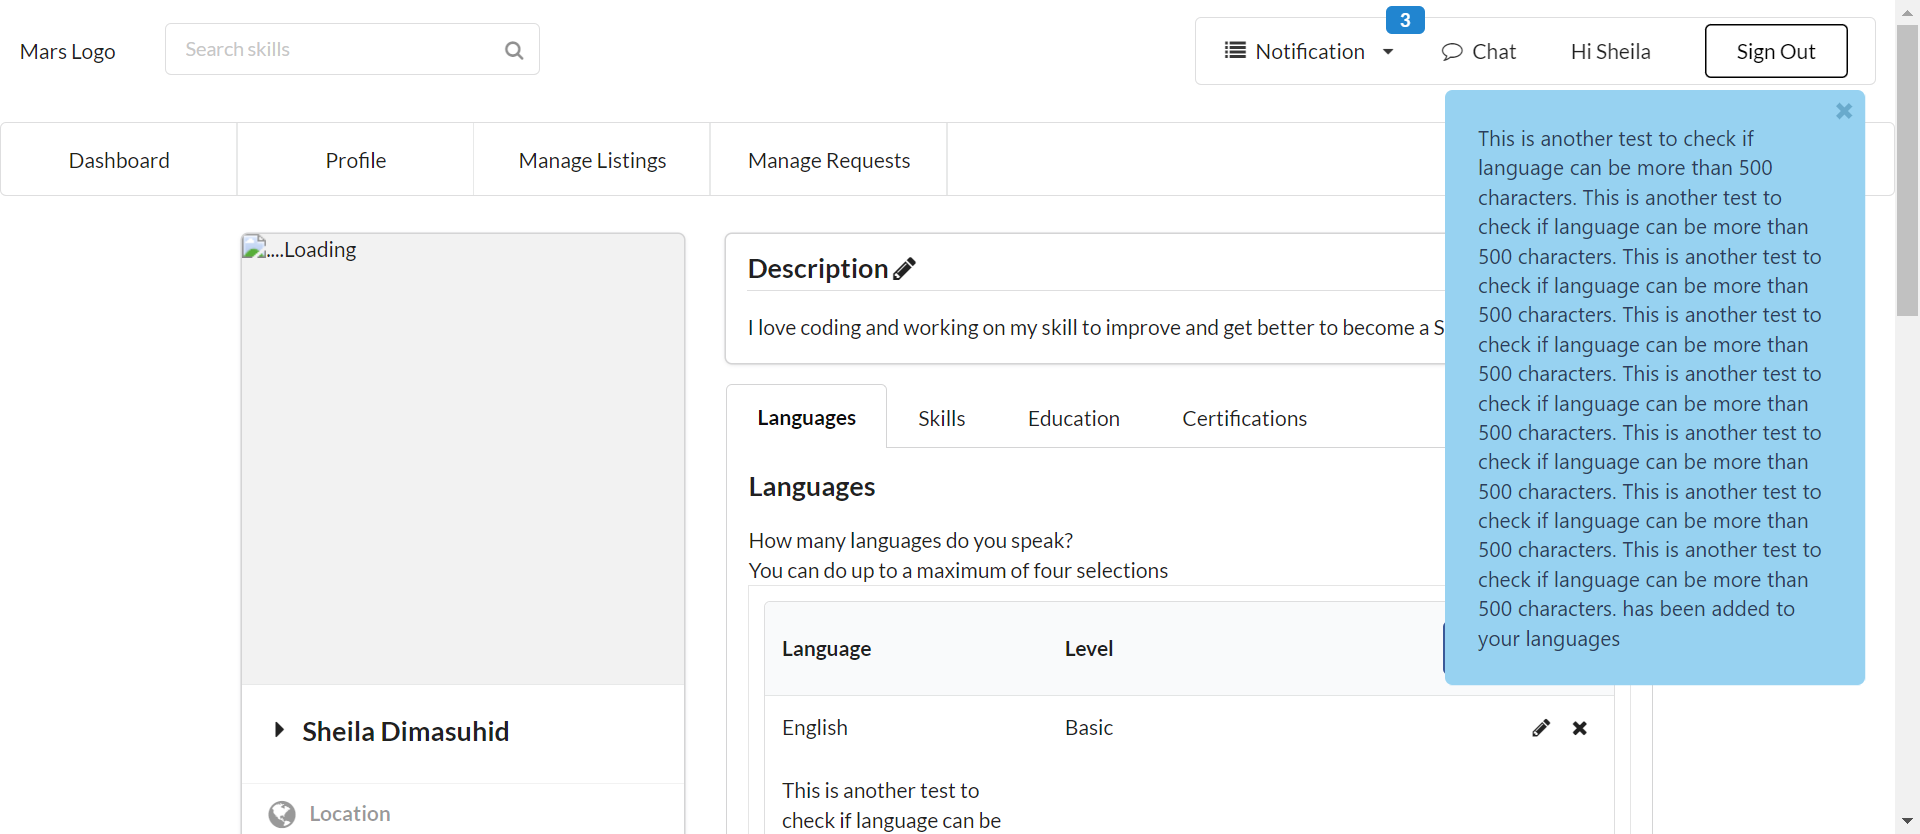 Mars Logo
Search skills
Notification
3
Chat
Hi Sheila
Sign Out
Dashboard
Profile
Manage Listings
Manage Requests
....Loading
Sheila Dimasuhid
Location
Description
I love coding and working on my skill to improve and get better to become a S
Languages
Skills
Education
Certifications
Languages
How many languages do you speak?
You can do up to a maximum of four selections
Language
Level
English
Basic
This is another test to
check if language can be
This is another test to check if
language can be more than 500
characters. This is another test to
check if language can be more than
500 characters. This is another test to
check if language can be more than
500 characters. This is another test to
check if language can be more than
500 characters. This is another test to
check if language can be more than
500 characters. This is another test to
check if language can be more than
500 characters. This is another test to
check if language can be more than
500 characters. This is another test to
check if language can be more than
500 characters. has been added to
your languages